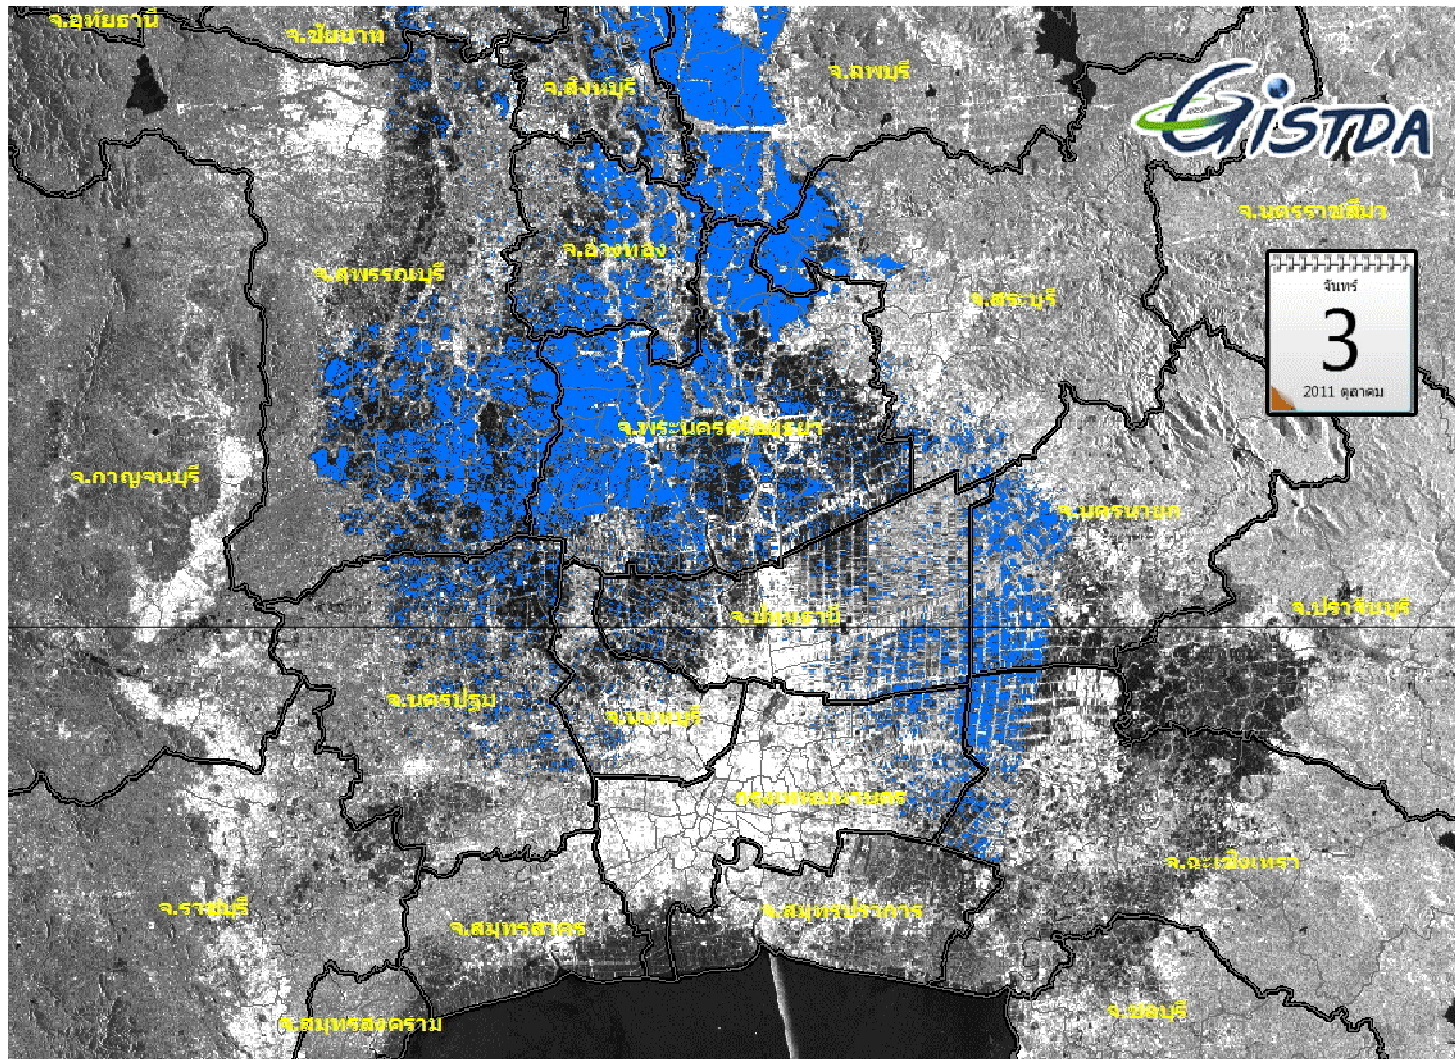 จ.อุทัยธานี
จ.ชัยนาท
จ.สิงห์บุรี
จ.ลพบุรี
GISTDA
จ.นครราชสีมา
จ.อ่างทอง
จ.สุพรรณบุรี
จ.สระบุรี
จันทร์
3
2011 ตุลาคม
จ.พระนครศรีอยุธยา
จ.กาญจนบุรี
จ.นครนายก
จ.ปราจีนบุรี
จ.ปทุมธานี
จ.นครปฐม
จ.นนทบุรี
กรุงเทพมหานคร
จ.ฉะเชิงเทรา
จ.ราชบุรี
จ.สมุทรปราการ
จ.สมุทรสาคร
จ.ชลบุรี
จ.สมุทรสงคราม